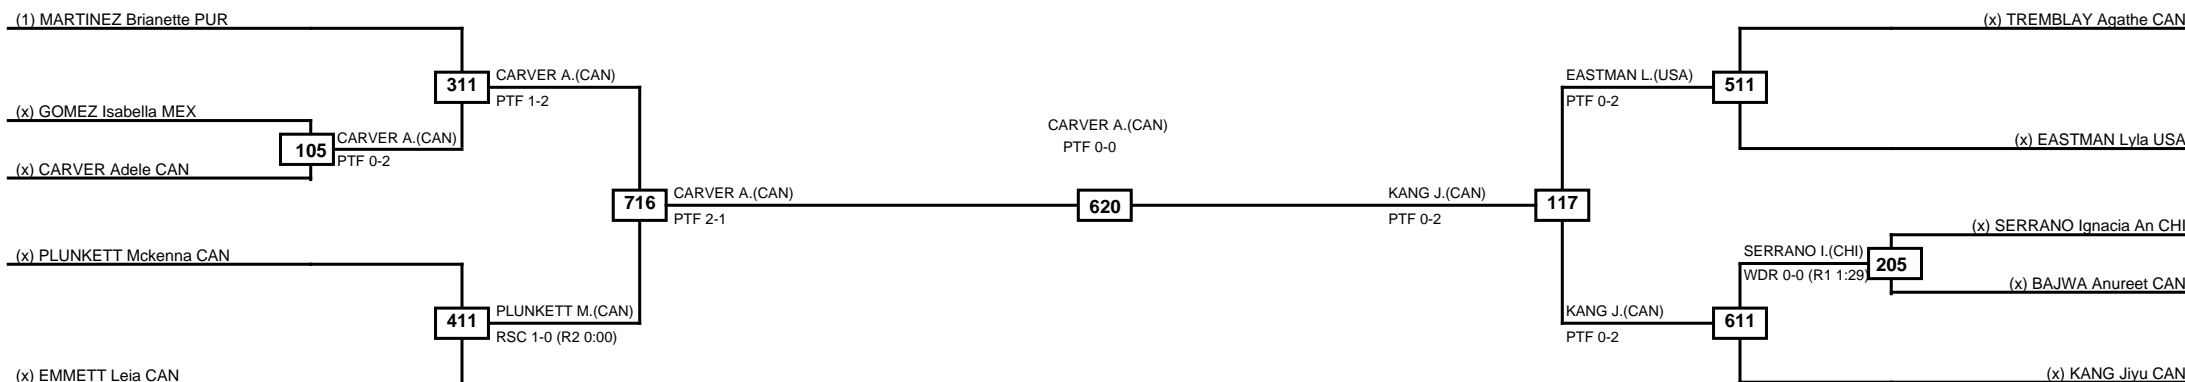 (1) MARTINEZ Brianette PUR
(x) TREMBLAY Agathe CAN
311
CARVER A.(CAN)
PTF 1-2
EASTMAN L.(USA)
PTF 0-2
511
(x) GOMEZ Isabella MEX
105
CARVER A.(CAN)
PTF 0-2
CARVER A.(CAN)
PTF 0-0
(x) EASTMAN Lyla USA
(x) CARVER Adele CAN
716
CARVER A.(CAN)
PTF 2-1
620
KANG J.(CAN)
PTF 0-2
117
(x) SERRANO Ignacia An CHI
(x) PLUNKETT Mckenna CAN
SERRANO I.(CHI)
WDR 0-0 (R1 1:29)
205
(x) BAJWA Anureet CAN
411
PLUNKETT M.(CAN)
RSC 1-0 (R2 0:00)
KANG J.(CAN)
PTF 0-2
611
(x) EMMETT Leia CAN
(x) KANG Jiyu CAN